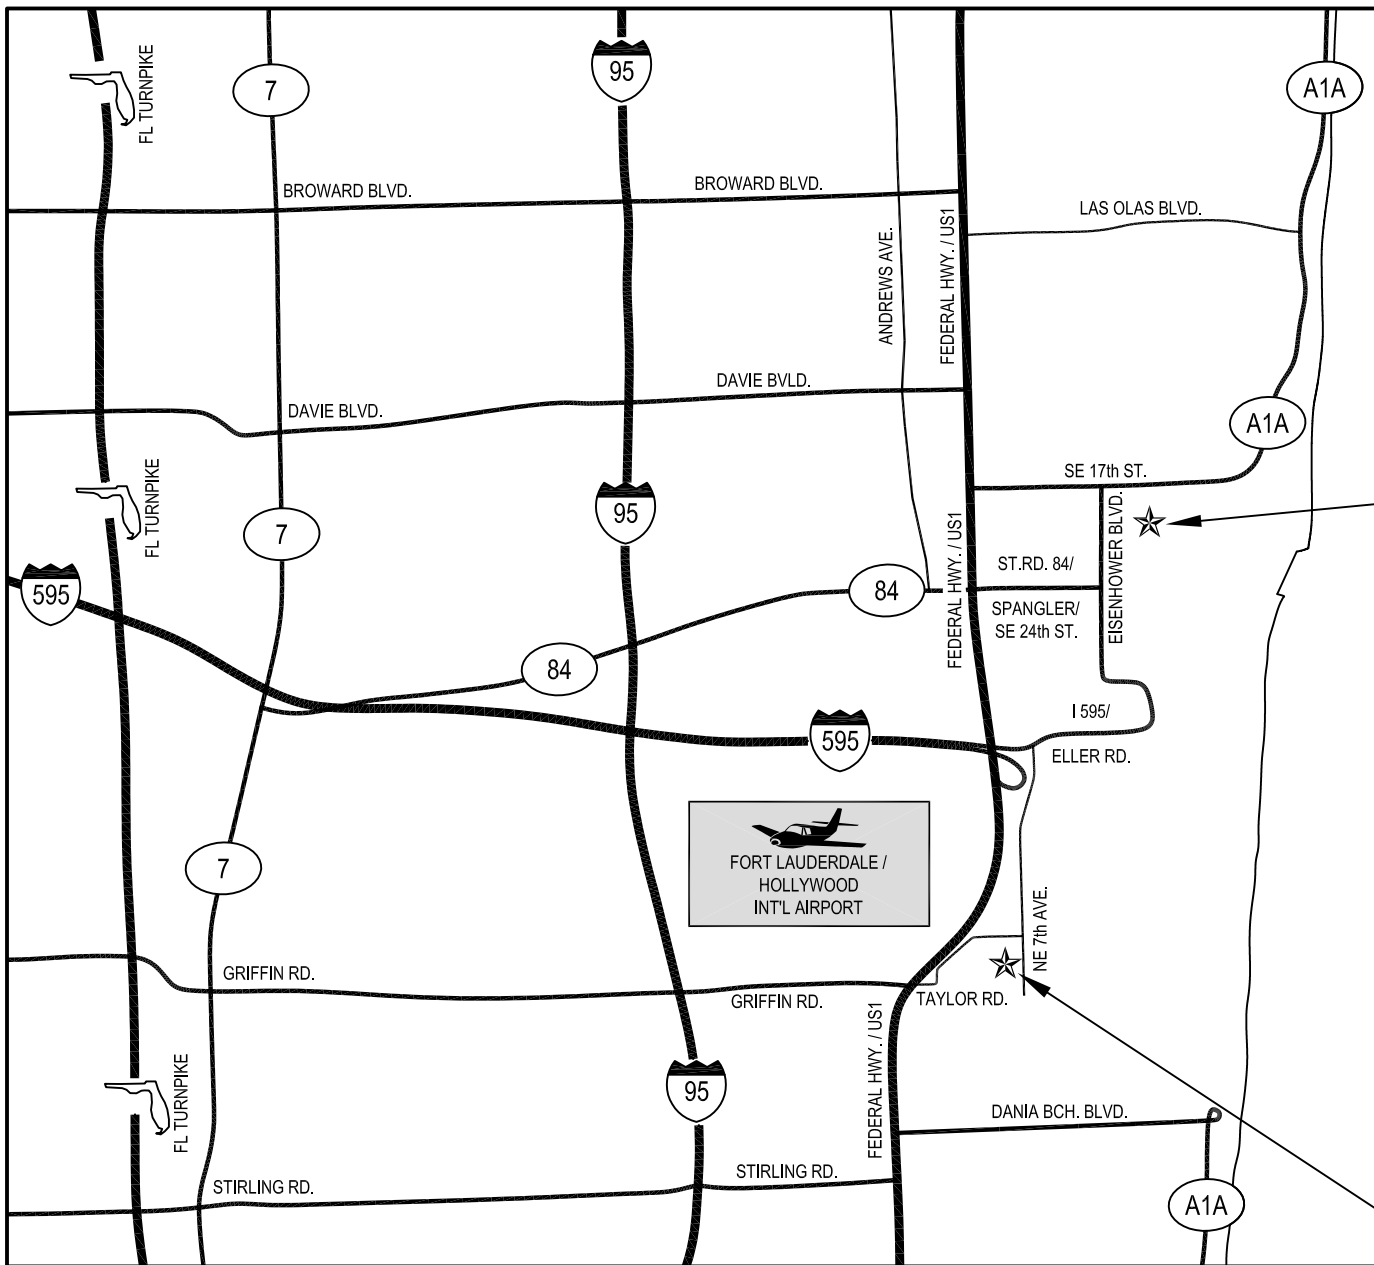 FL TURNPIKE
7
95
A1A
BROWARD BLVD.
BROWARD BLVD.
LAS OLAS BLVD.
ANDREWS AVE.
FEDERAL HWY. / US1
DAVIE BVLD.
DAVIE BLVD.
A1A
SE 17th ST.
FL TURNPIKE
7
95
EISENHOWER BLVD.
FEDERAL HWY. / US1
ST.RD. 84/
595
84
SPANGLER/
SE 24th ST.
84
I 595/
595
ELLER RD.
FORT LAUDERDALE /
HOLLYWOOD
INT'L AIRPORT
7
NE 7th AVE.
GRIFFIN RD.
GRIFFIN RD.
TAYLOR RD.
FEDERAL HWY. / US1
FL TURNPIKE
95
DANIA BCH. BLVD.
STIRLING RD.
STIRLING RD.
A1A